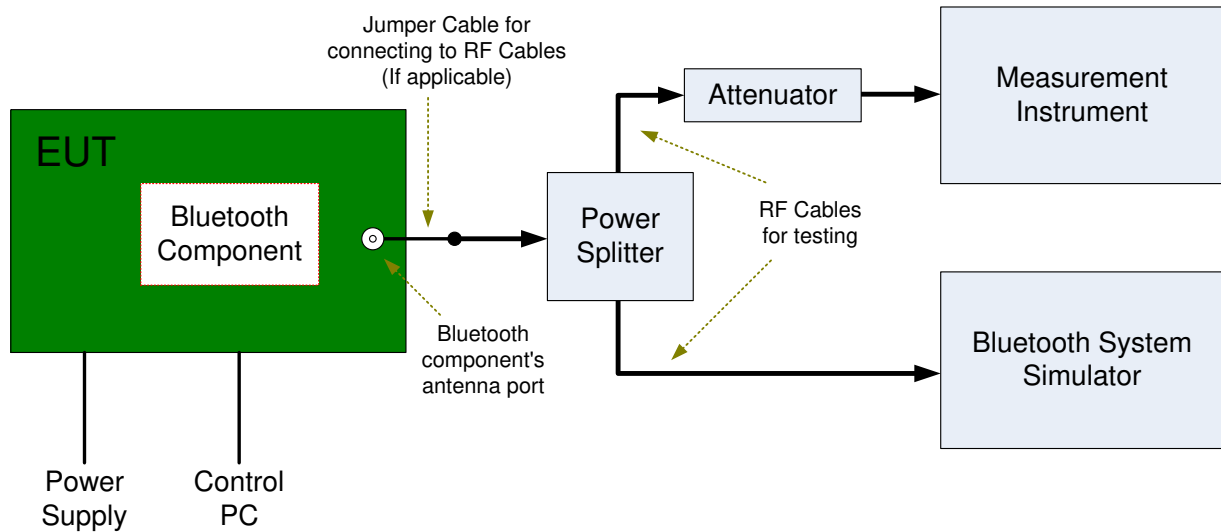 Jumper Cable for
connecting to RF Cables
(If applicable)
EUT
Bluetooth
Component
Bluetooth
component's
antenna port
Power
Supply
Control
PC
Power
Splitter
Attenuator
RF Cables
for testing
Measurement
Instrument
Bluetooth System
Simulator